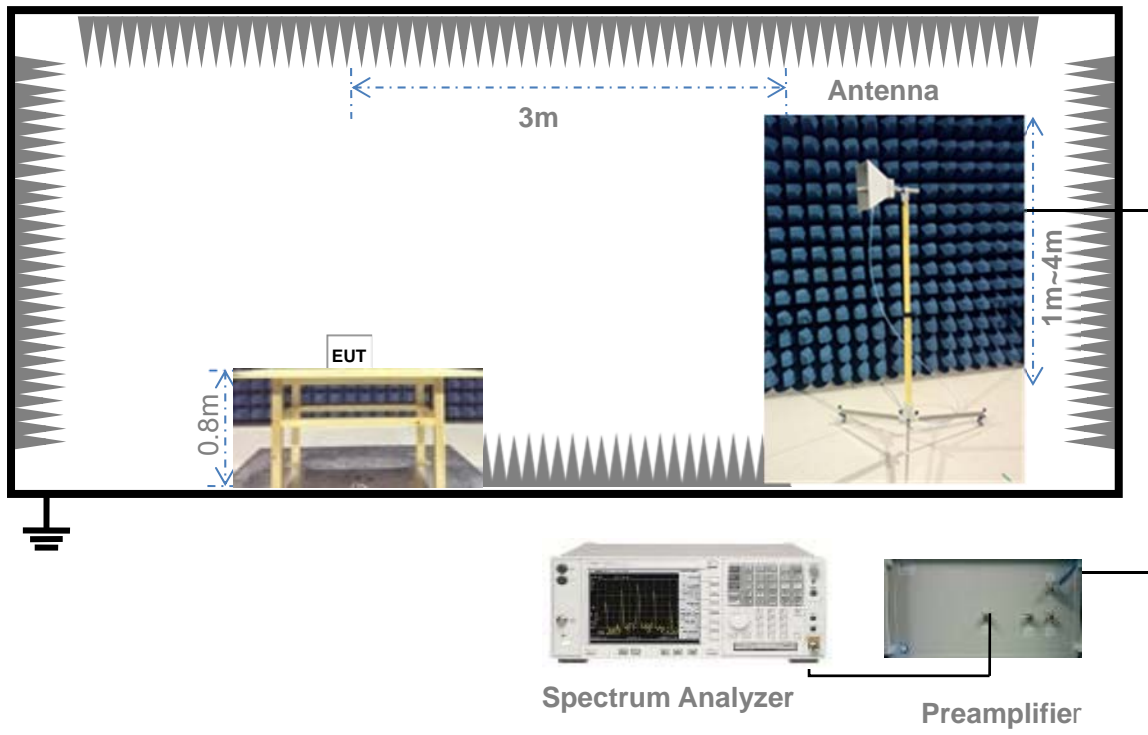 Antenna
3m
1m~4m
EUT
0.8m
Spectrum Analyzer
Preamplifier